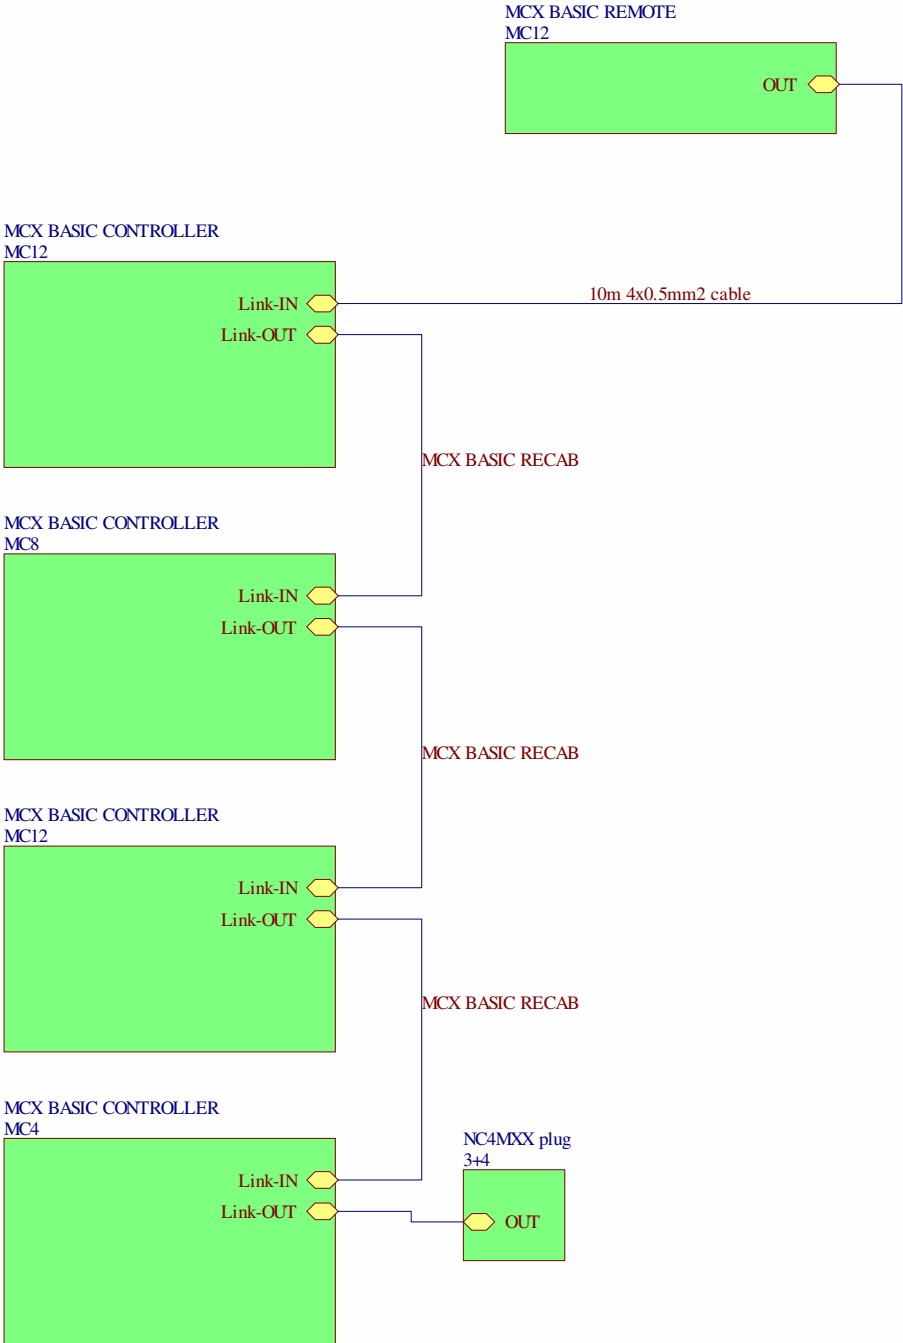 MCX BASIC REMOTE
MC12
OUT
MCX BASIC CONTROLLER
MC12
Link-IN
10m 4x0.5mm2 cable
Link-OUT
MCX BASIC RECAB
MCX BASIC CONTROLLER
MC8
Link-IN
Link-OUT
MCX BASIC RECAB
MCX BASIC CONTROLLER
MC12
Link-IN
Link-OUT
MCX BASIC RECAB
MCX BASIC CONTROLLER
MC4
Link-IN
Link-OUT
NC4MXX plug
3+4
OUT